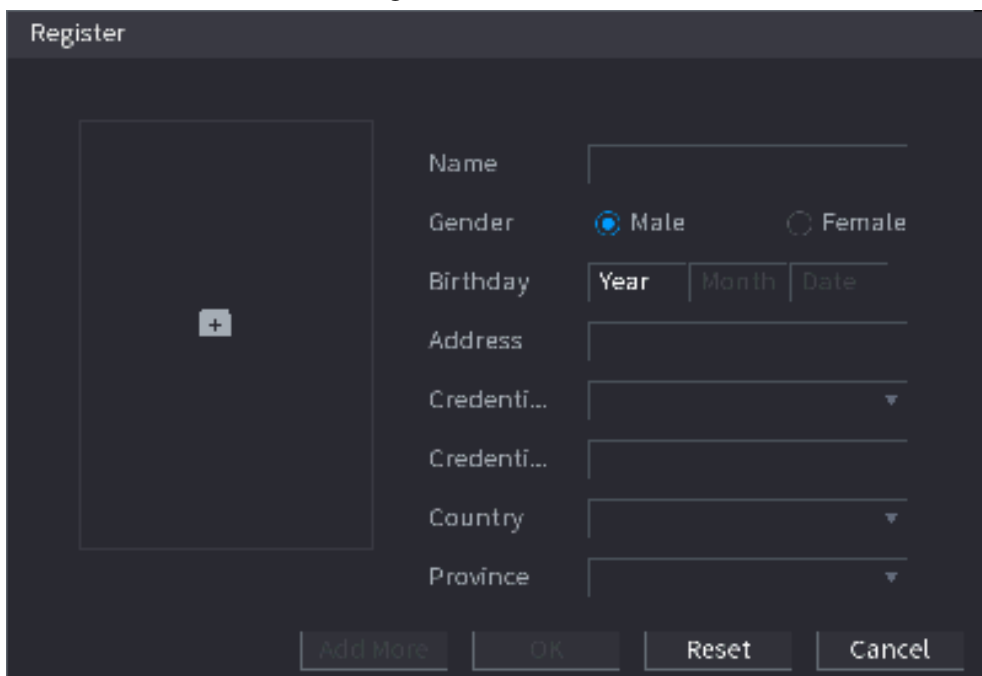 Register
Name
Gender Male Female
Birthday Year Month Date
Address
Credenti...
Credenti...
Country
Province
Add More OK Reset Cancel